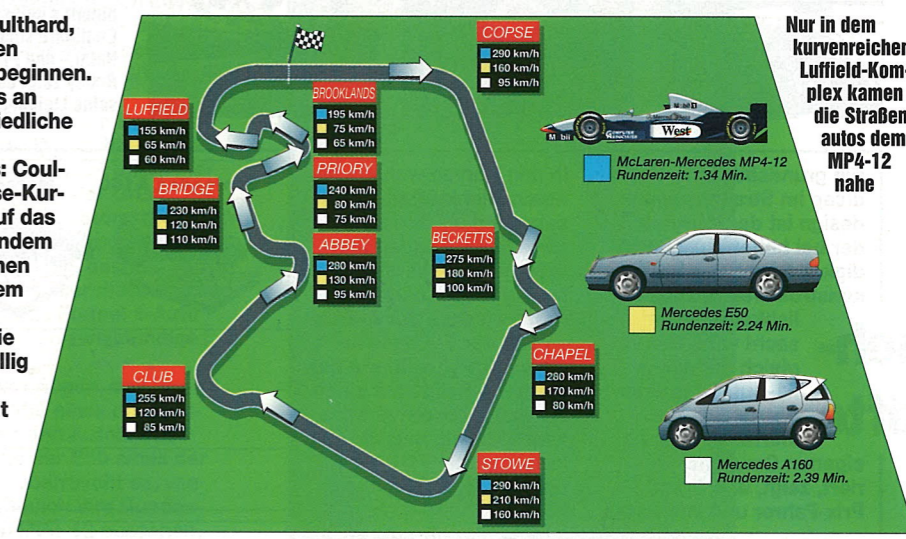 ulthard,
en
beginnen.
s an
iedliche
s: Coul-
se-Kur-
uf das
ndem
nen
em
ie
llig
t
COPSE
290 km/h
160 km/h
95 km/h
BROOKLANDS
195 km/h
75 km/h
65 km/h
LUFFIELD
155 km/h
65 km/h
60 km/h
PRIORY
240 km/h
80 km/h
75 km/h
BRIDGE
230 km/h
120 km/h
110 km/h
ABBEY
280 km/h
130 km/h
95 km/h
BECKETTS
275 km/h
180 km/h
100 km/h
CHAPEL
280 km/h
170 km/h
80 km/h
CLUB
255 km/h
120 km/h
85 km/h
STOWE
290 km/h
210 km/h
160 km/h
Nur in dem
kurvenreichen
Luffield-Kom-
plex kamen
die Straßen
autos dem
MP4-12
nahe
M bil
West
McLaren-Mercedes MP4-12
Rundenzeit: 1.34 Min.
Mercedes E50
Rundenzeit: 2.24 Min.
Mercedes A160
Rundenzeit: 2.39 Min.